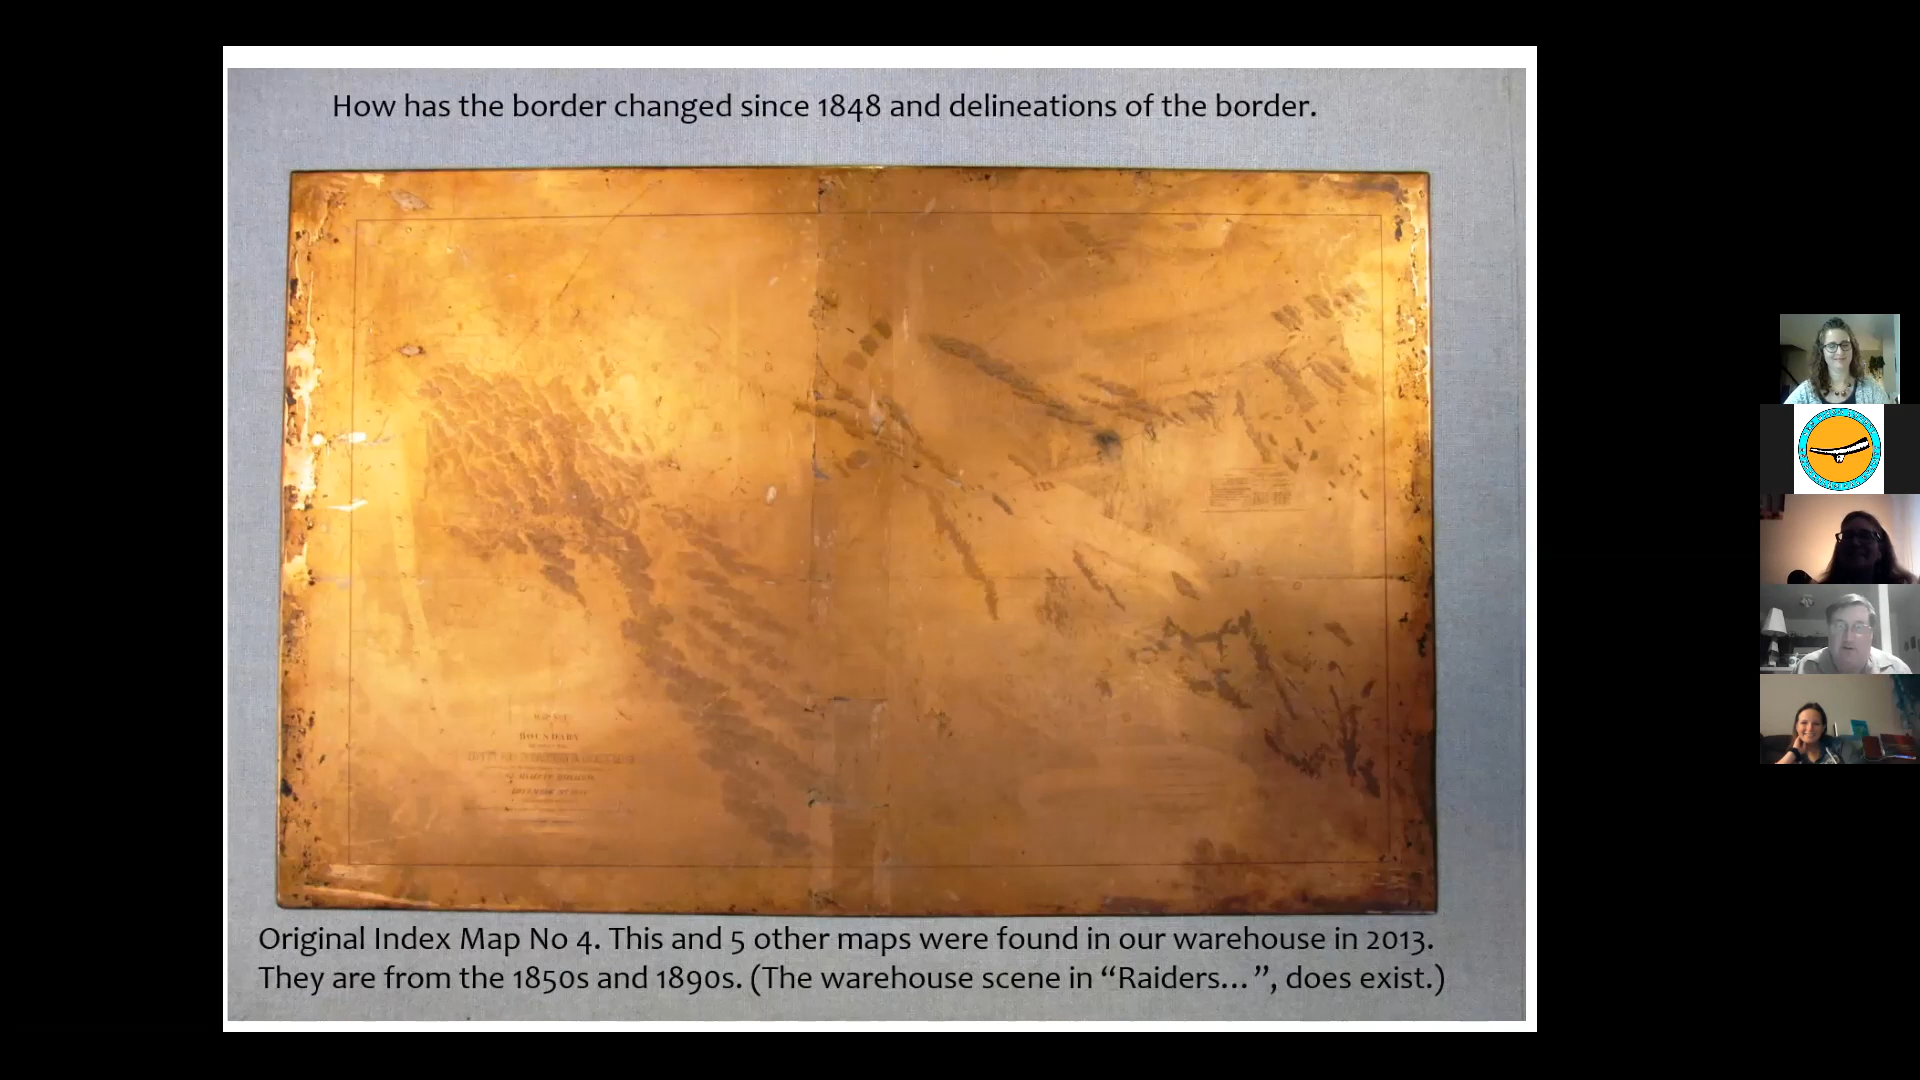 How has the border changed since 1848 and delineations of the border.
BOUNDARY
Original Index Map No 4. This and 5 other maps were found in our warehouse in 2013.
They are from the 1850s and 1890s. (The warehouse scene in “Raiders...”, does exist.)